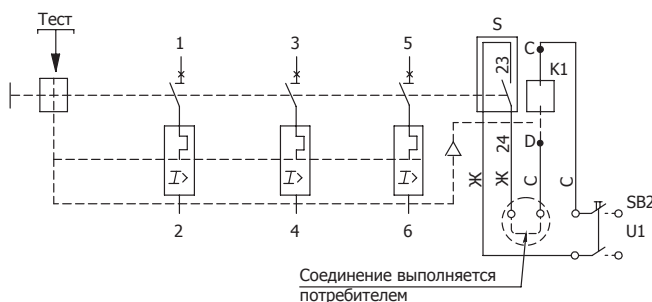 Тест
1
3
5
S
C
23
K1
24
D
Ж
Ж
C
C
I>
I>
I>
2
4
6
SB2
U1
Соединение выполняется
потребителем